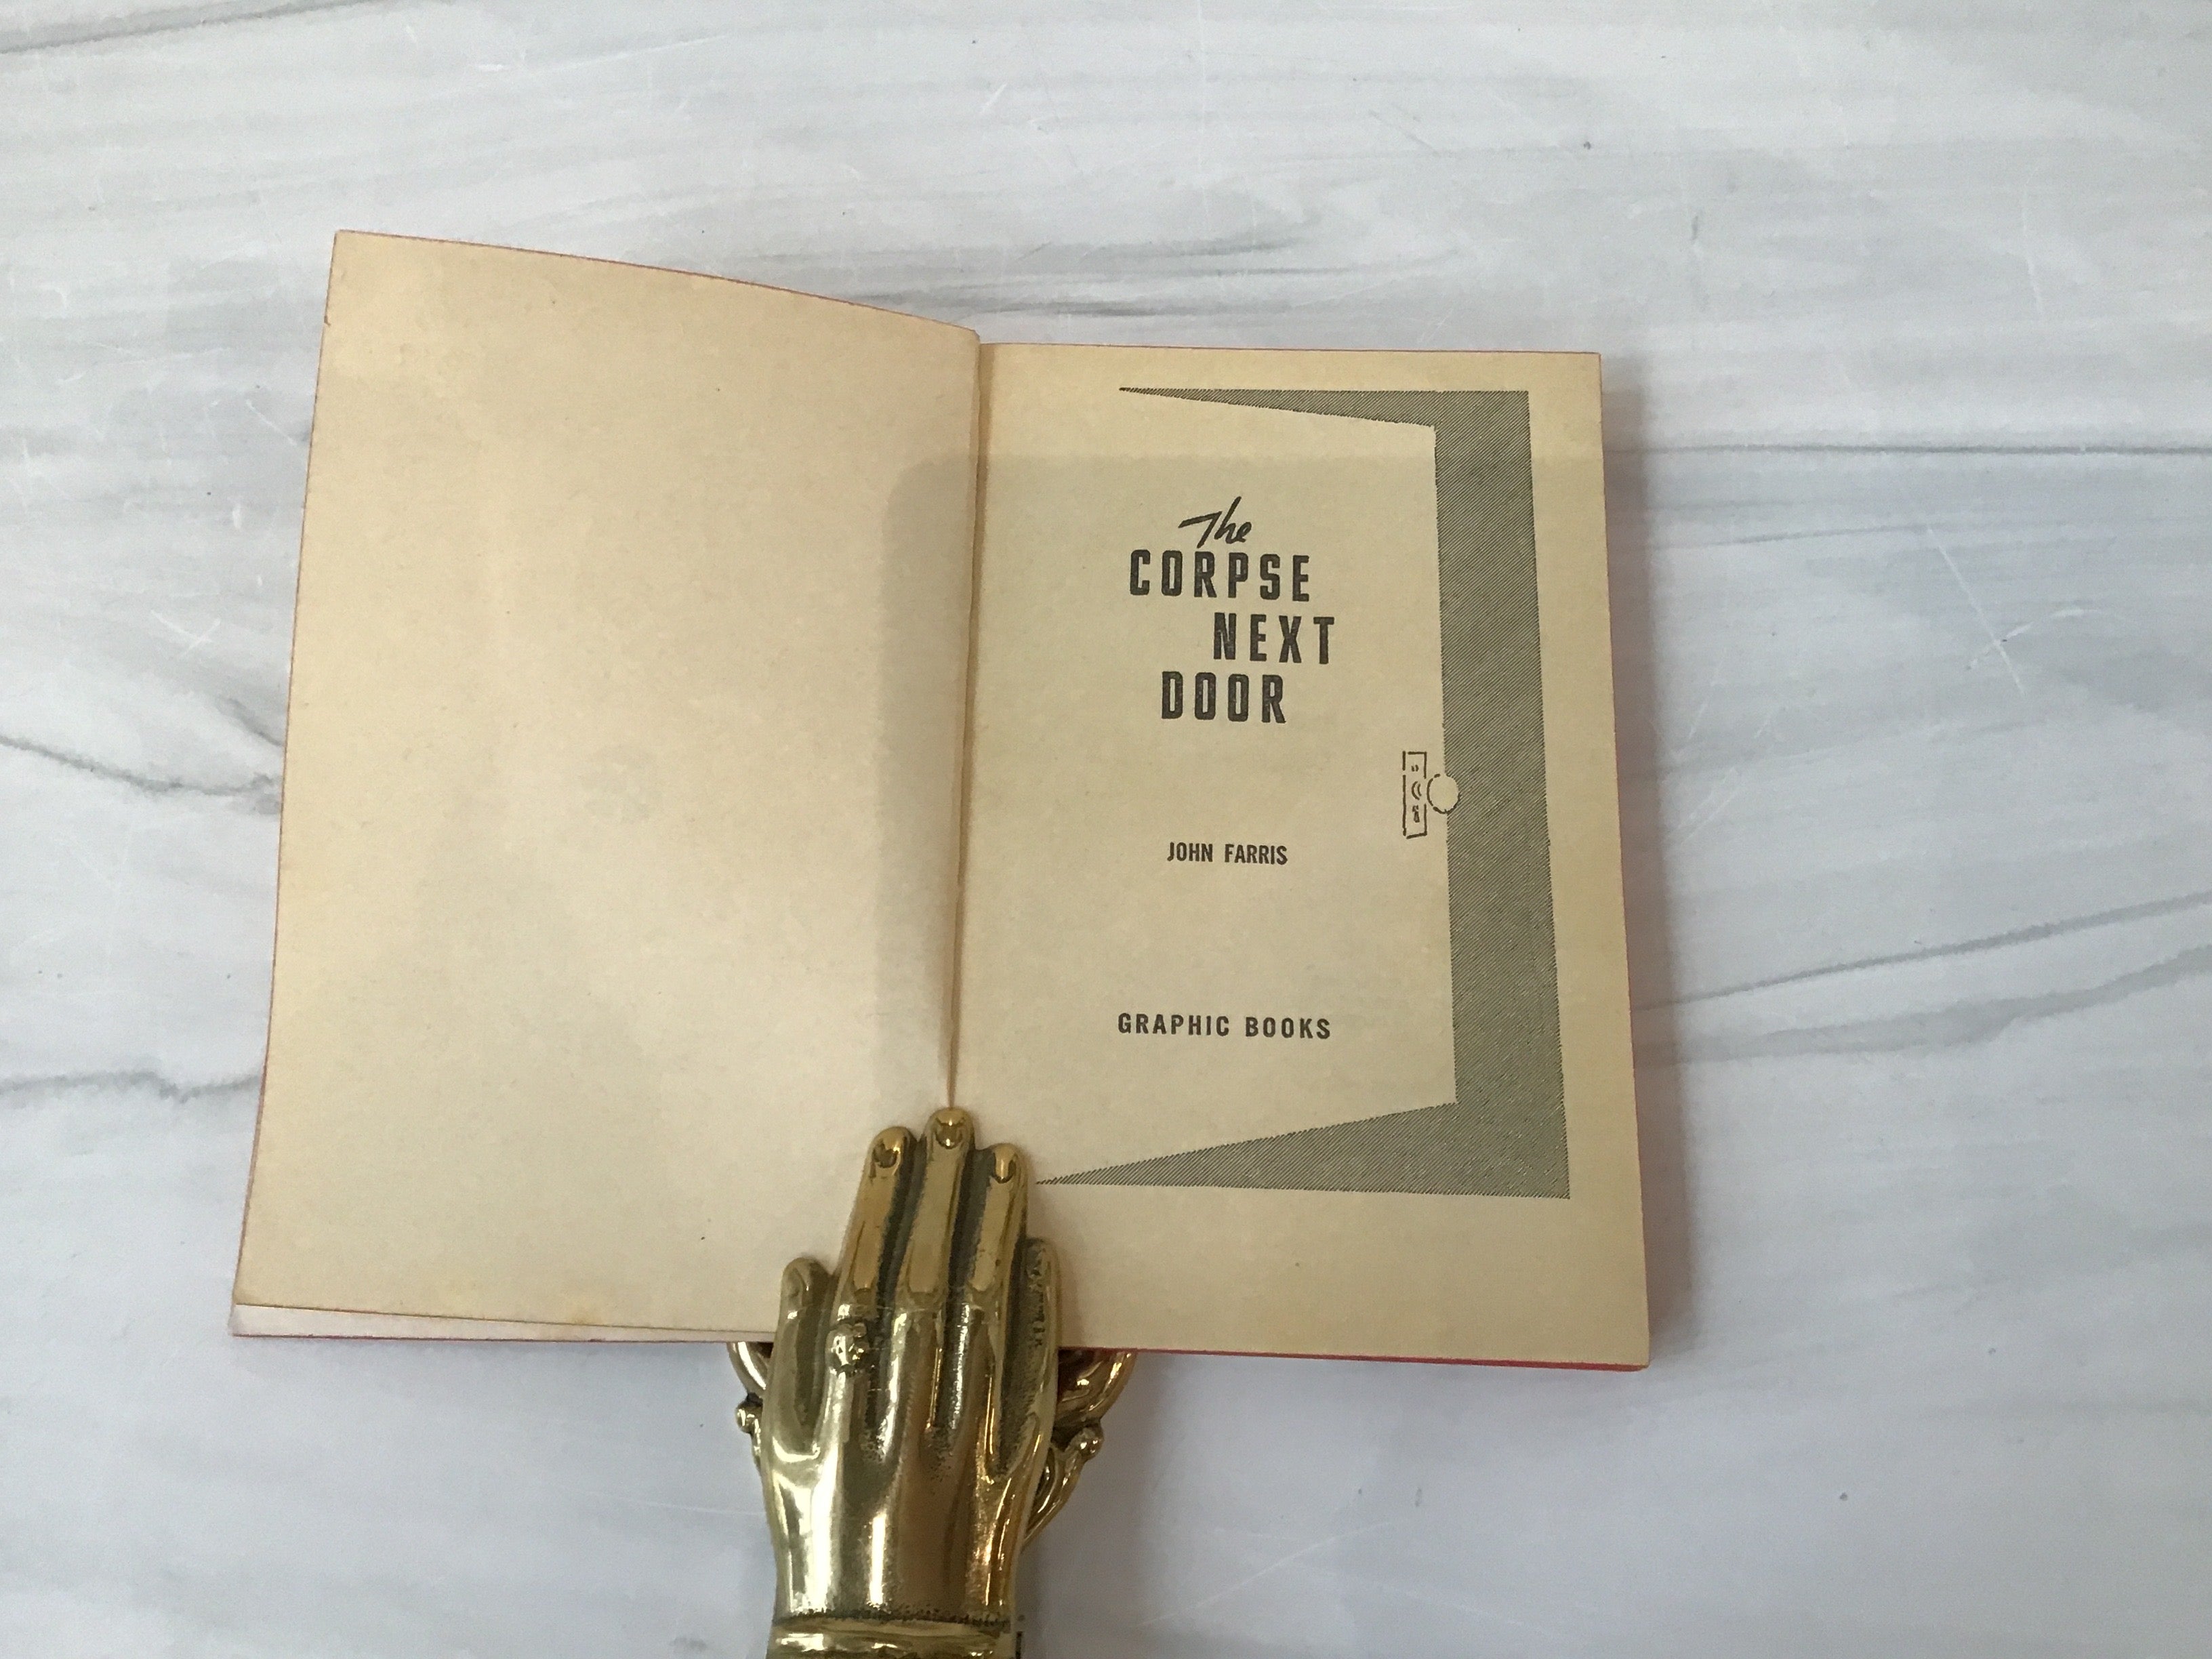 The
CORPSE
NEXT
DOOR
JOHN FARRIS
GRAPHIC BOOKS